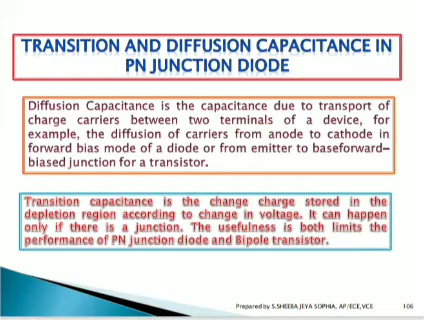 TRANSITION AND DIFFUSION CAPACITANCE IN
PN JUNCTION DIODE
Diffusion Capacitance is the capacitance due to transport of
charge carriers between two terminals of a device, for
example, the diffusion of carriers from anode to cathode in
forward bias mode of a diode or from emitter to baseforward-
biased junction for a transistor.
Transition capacitance is the change charge stored in the
depletion region according to change in voltage. It can happen
only if there is a junction. The usefulness is both limits the
performance of PN junction diode and Bipole transistor.
Prepared by S.SHEEBA JEYA SOPHIA, AP/ECE,VCE
106